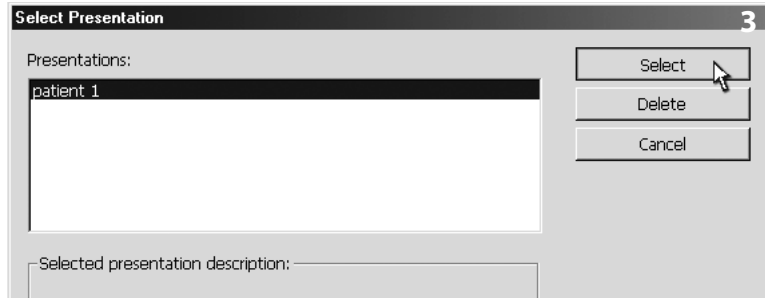 Select Presentation
3
Presentations:
patient 1
Select
Delete
Cancel
Selected presentation description: